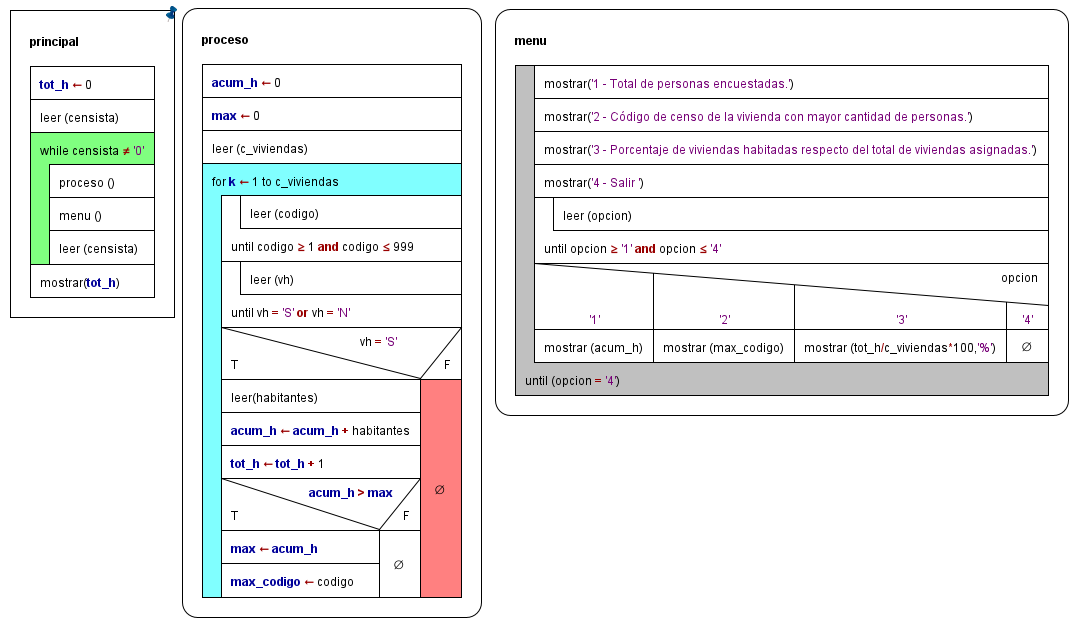 principal
tot_h ← 0
leer (censista)
while censista ≠ '0'
proceso ()
menu ()
leer (censista)
mostrar(tot_h)
proceso
acum_h ← 0
max ← 0
leer (c_viviendas)
for k ← 1 to c_viviendas
leer (codigo)
until codigo ≥ 1 and codigo ≤ 999
leer (vh)
until vh = 'S' or vh = 'N'
vh = 'S'
T F
leer(habitantes)
acum_h ← acum_h + habitantes
tot_h ← tot_h + 1
∅
acum_h > max
T F
max ← acum_h
∅
max_codigo ← codigo
menu
mostrar('1 - Total de personas encuestadas.')
mostrar('2 - Código de censo de la vivienda con mayor cantidad de personas.')
mostrar('3 - Porcentaje de viviendas habitadas respecto del total de viviendas asignadas.')
mostrar('4 - Salir ')
leer (opcion)
until opcion ≥ '1' and opcion ≤ '4'
opcion
'1' '2' '3' '4'
mostrar (acum_h) mostrar (max_codigo) mostrar (tot_h/c_viviendas*100,'%') ∅
until (opcion = '4')